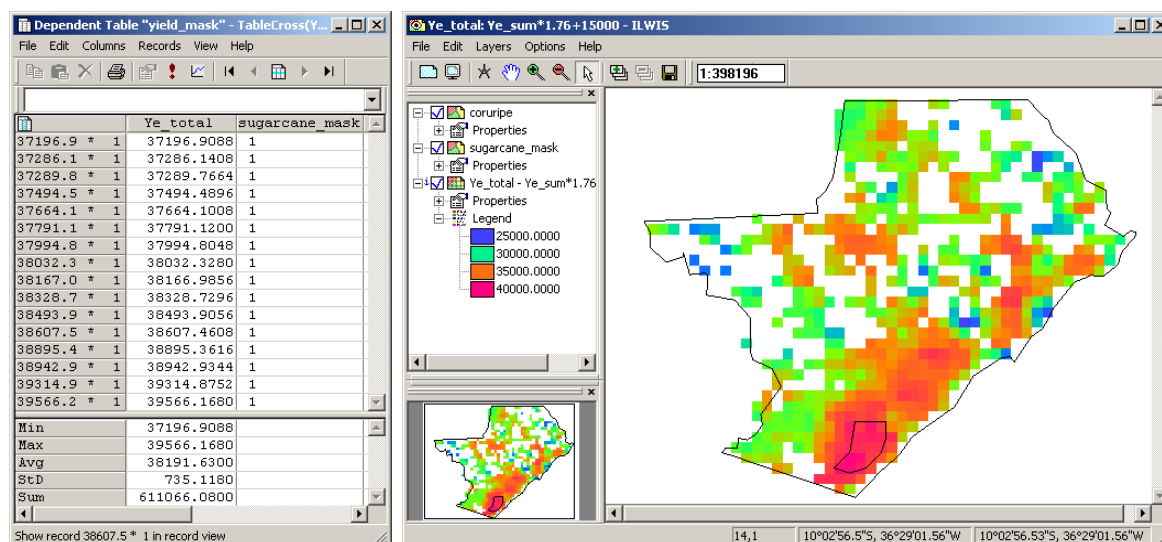 Dependent Table "yield_mask" - TableCross(Y...
File Edit Columns Records View Help
Ye_total sugarcane_mask
37196.9 * 1 37196.9088 1
37286.1 * 1 37286.1408 1
37289.8 * 1 37289.7664 1
37494.5 * 1 37494.4896 1
37664.1 * 1 37664.1008 1
37791.1 * 1 37791.1200 1
37994.8 * 1 37994.8048 1
38032.3 * 1 38032.3280 1
38167.0 * 1 38166.9856 1
38328.7 * 1 38328.7296 1
38493.9 * 1 38493.9056 1
38607.5 * 1 38607.4608 1
38895.4 * 1 38895.3616 1
38942.9 * 1 38942.9344 1
39314.9 * 1 39314.8752 1
39566.2 * 1 39566.1680 1
Min 37196.9088
Max 39566.1680
Avg 38191.6300
StD 735.1180
Sum 611066.0800
Show record 38607.5 * 1 in record view
Ye_total: Ye_sum*1.76+15000 - ILWIS
File Edit Layers Options Help
1:398196
coruripe
Properties
sugarcane_mask
Properties
Ye_total - Ye_sum*1.76
Properties
Legend
25000.0000
30000.0000
35000.0000
40000.0000
14,1 10°02'56.5"S, 36°29'01.56"W 10°02'56.53"S, 36°29'01.56"W